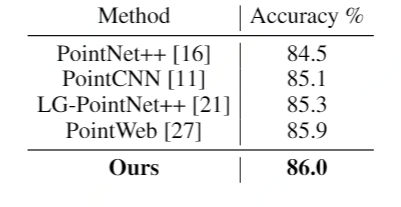 Method Accuracy %
PointNet++ [16] 84.5
PointCNN [11] 85.1
LG-PointNet++ [21] 85.3
PointWeb [27] 85.9
Ours 86.0